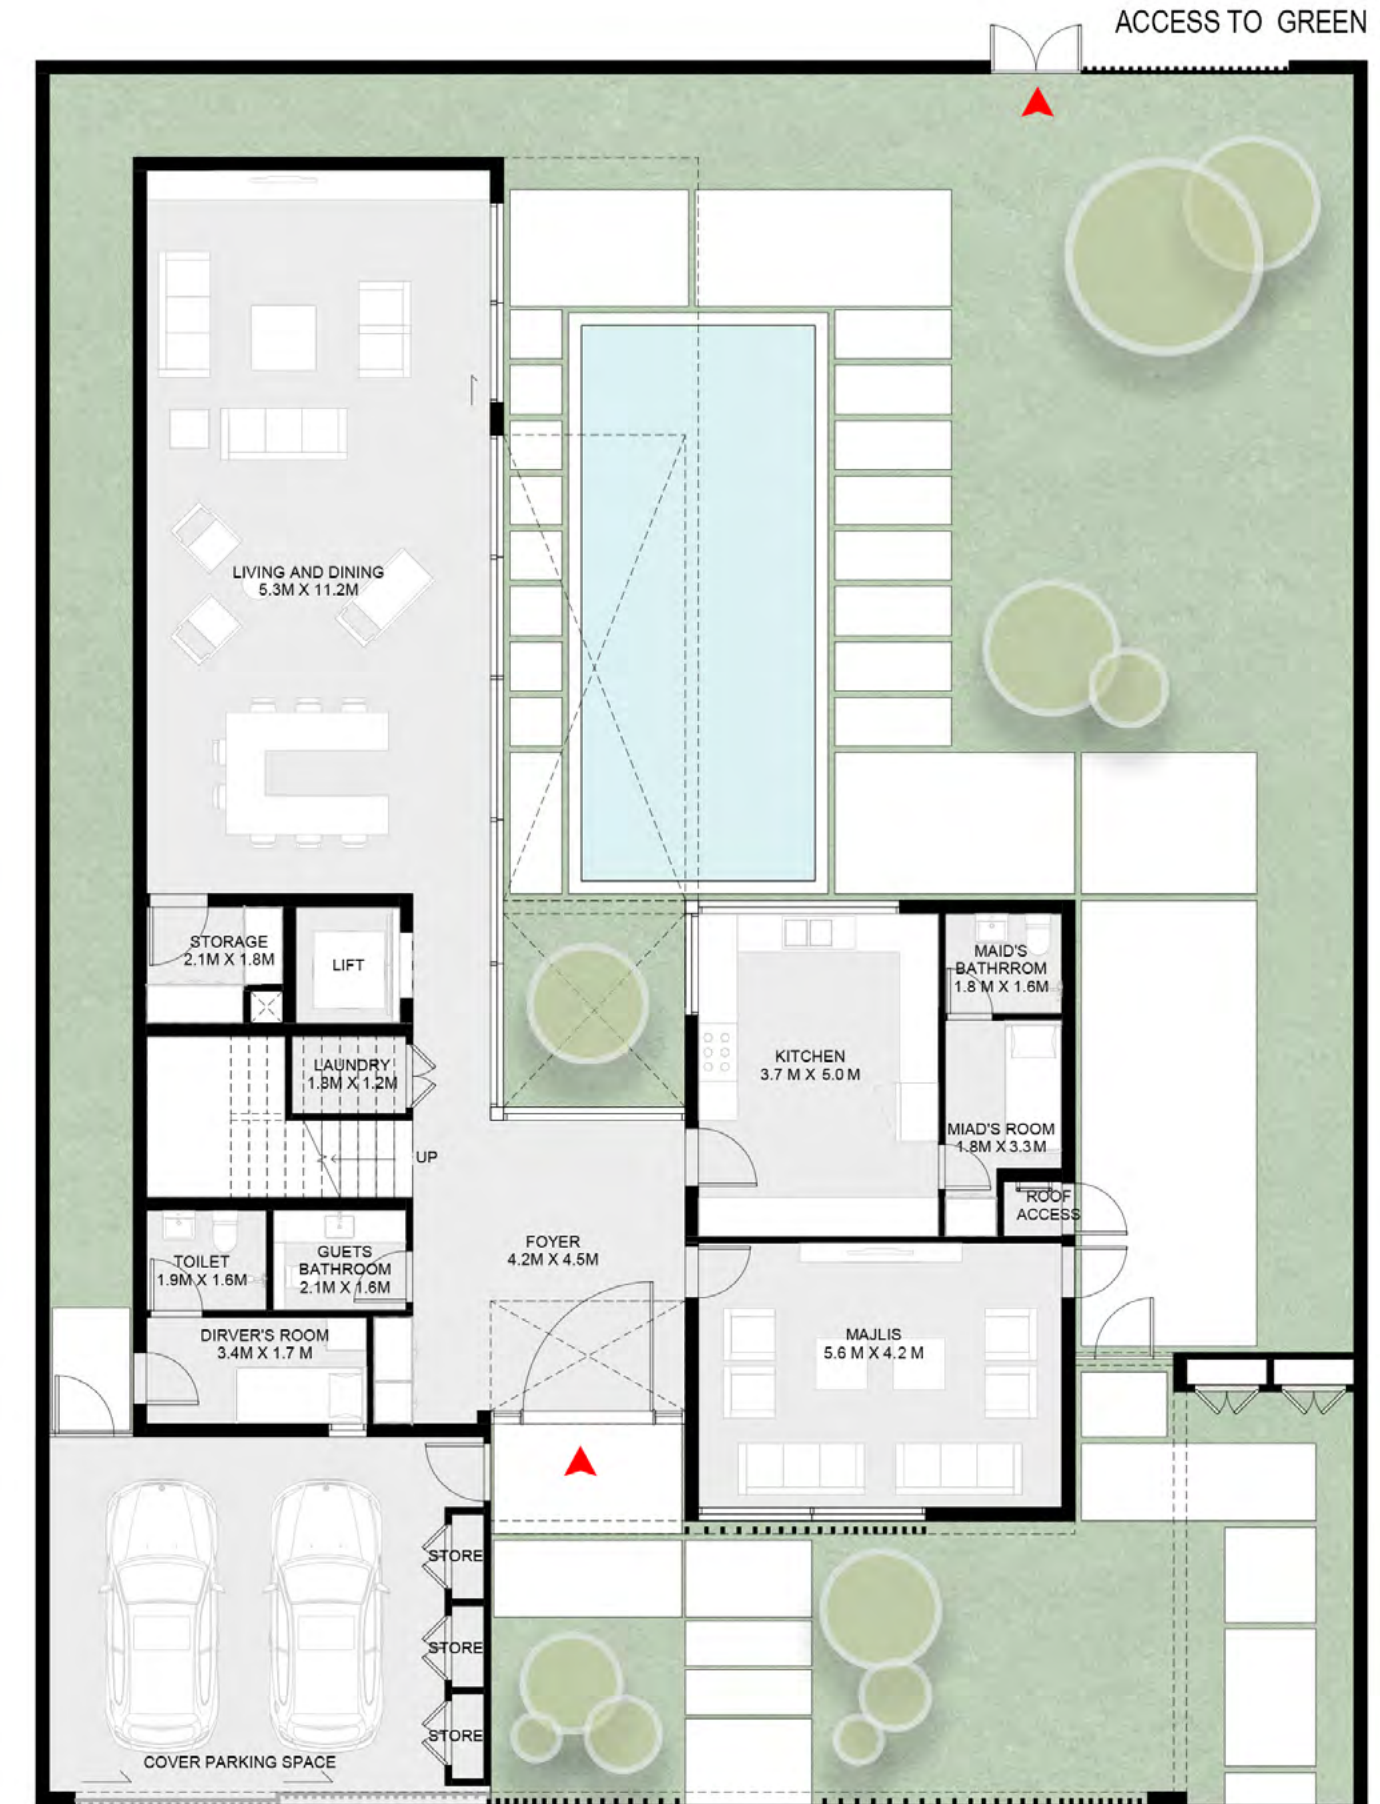 ACCESS TO GREEN
LIVING AND DINING
5.3M X 11.2M
STORAGE
2.1M X 1.8M
LIFT
MAID'S
BATHRROM
1.8 M X 1.6M
LAUNDRY
1.8M X 1.2M
KITCHEN
3.7 M X 5.0 M
MIAD'S ROOM
1.8M X 3.3M
UP
ROOF
ACCESS
FOYER
4.2M X 4.5M
TOILET
1.9M X 1.6M
GUETS
BATHROOM
2.1M X 1.6M
DIRVER'S ROOM
3.4M X 1.7 M
MAJLIS
5.6 M X 4.2 M
STORE
STORE
STORE
COVER PARKING SPACE